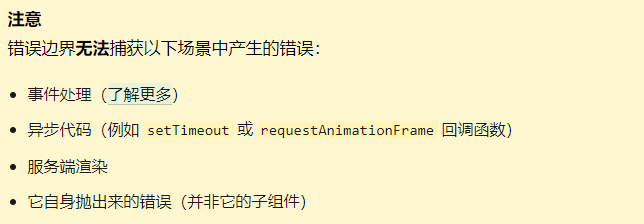 注意
错误边界无法捕获以下场景中产生的错误：
• 事件处理（了解更多）
• 异步代码（例如 setTimeout 或 requestAnimationFrame 回调函数）
• 服务端渲染
• 它自身抛出来的错误（并非它的子组件）